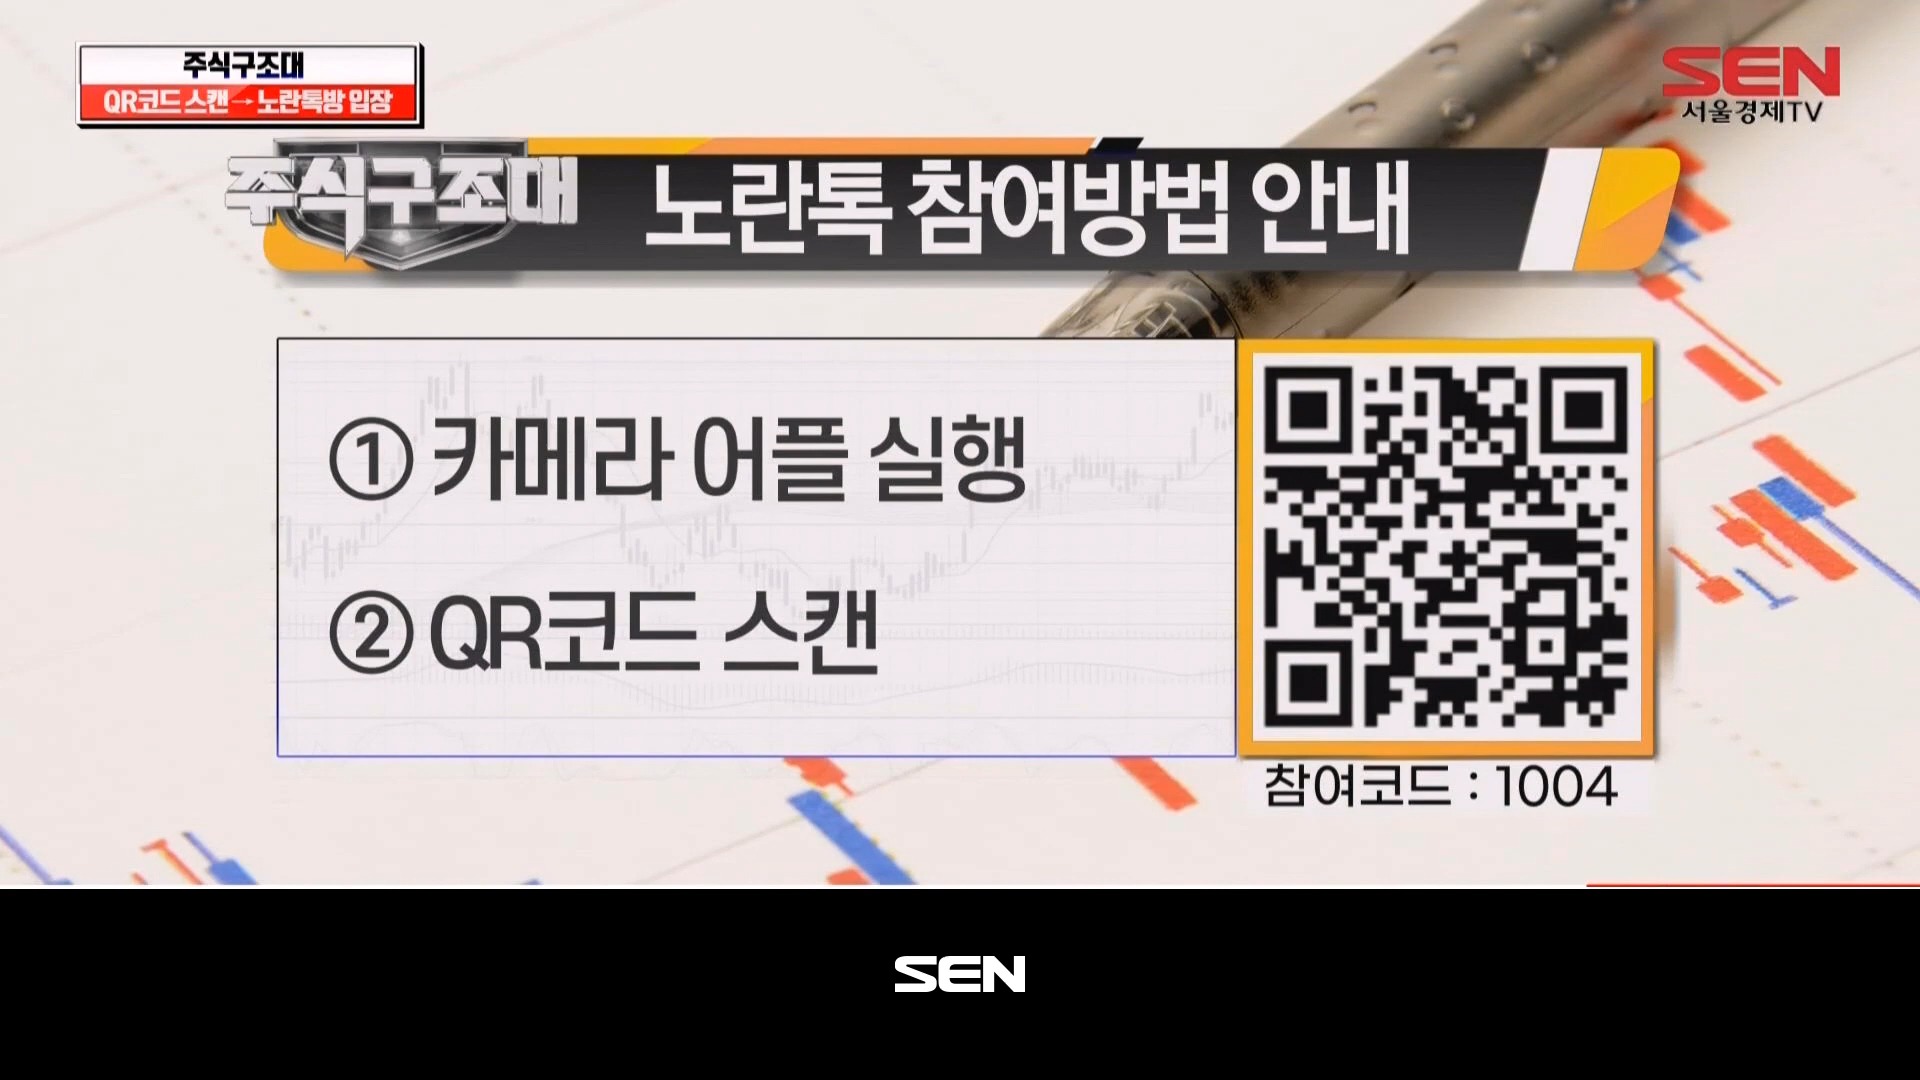 주식구조대
QR코드 스캔→노란톡방 입장
SEN
서울경제TV
주식구조대
노란톡 참여방법 안내
① 카메라 어플 실행
② QR코드 스캔
참여코드 : 1004
SEN